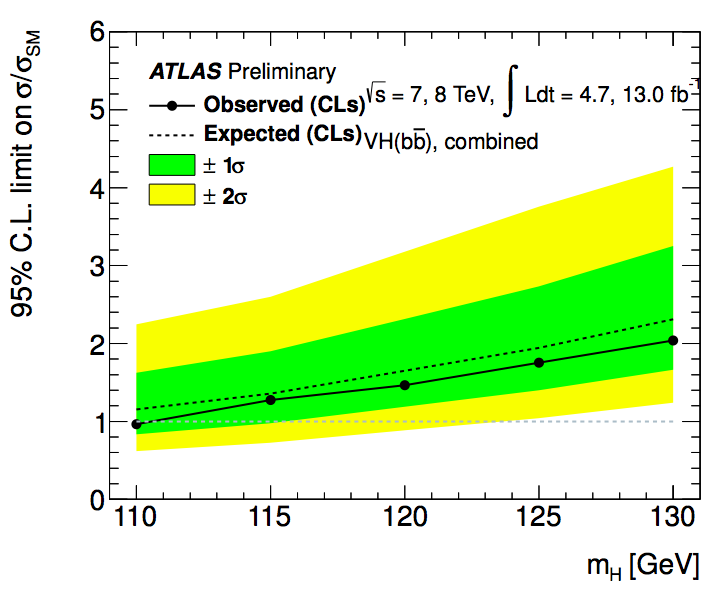 95% C.L. limit on σ/σSM
6
5
4
3
2
1
0
ATLAS Preliminary
Observed (CLs)
√s = 7, 8 TeV, ∫ Ldt = 4.7, 13.0 fb-1
Expected (CLs)
VH(bb̄), combined
± 1σ
± 2σ
110 115 120 125 130
mH [GeV]